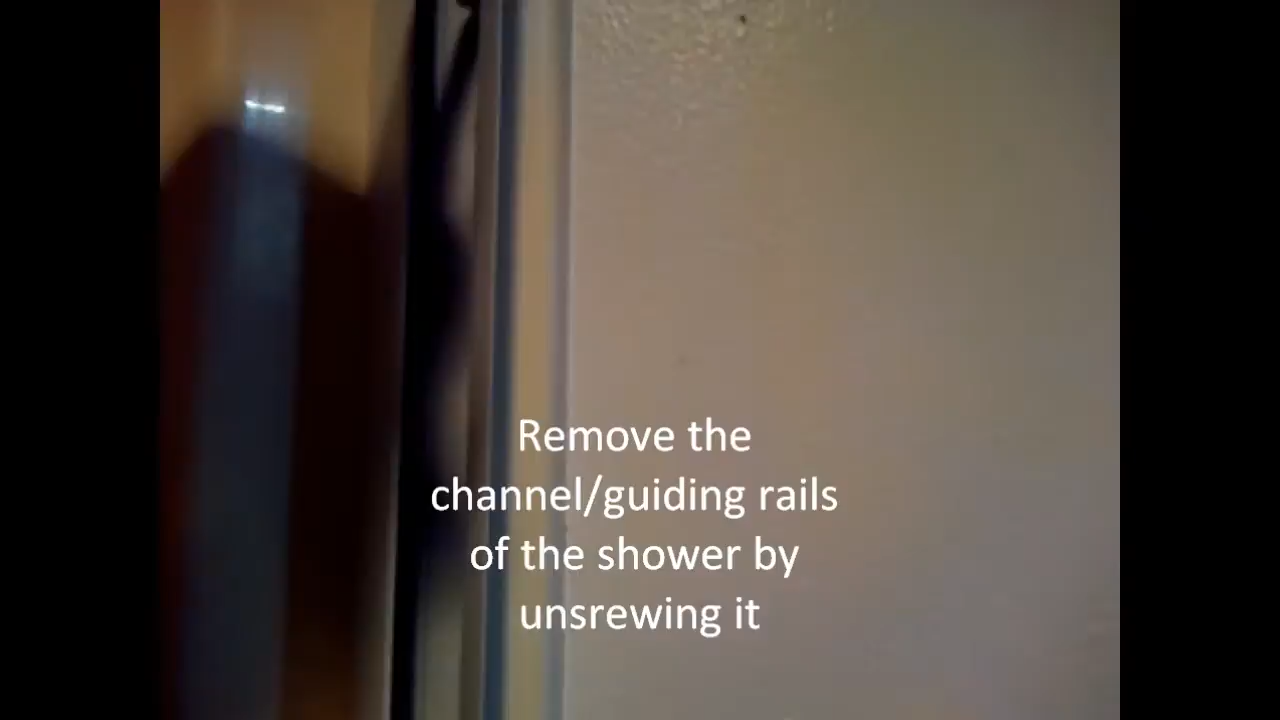 Remove the
channel/guiding rails
of the shower by
unsrewing it